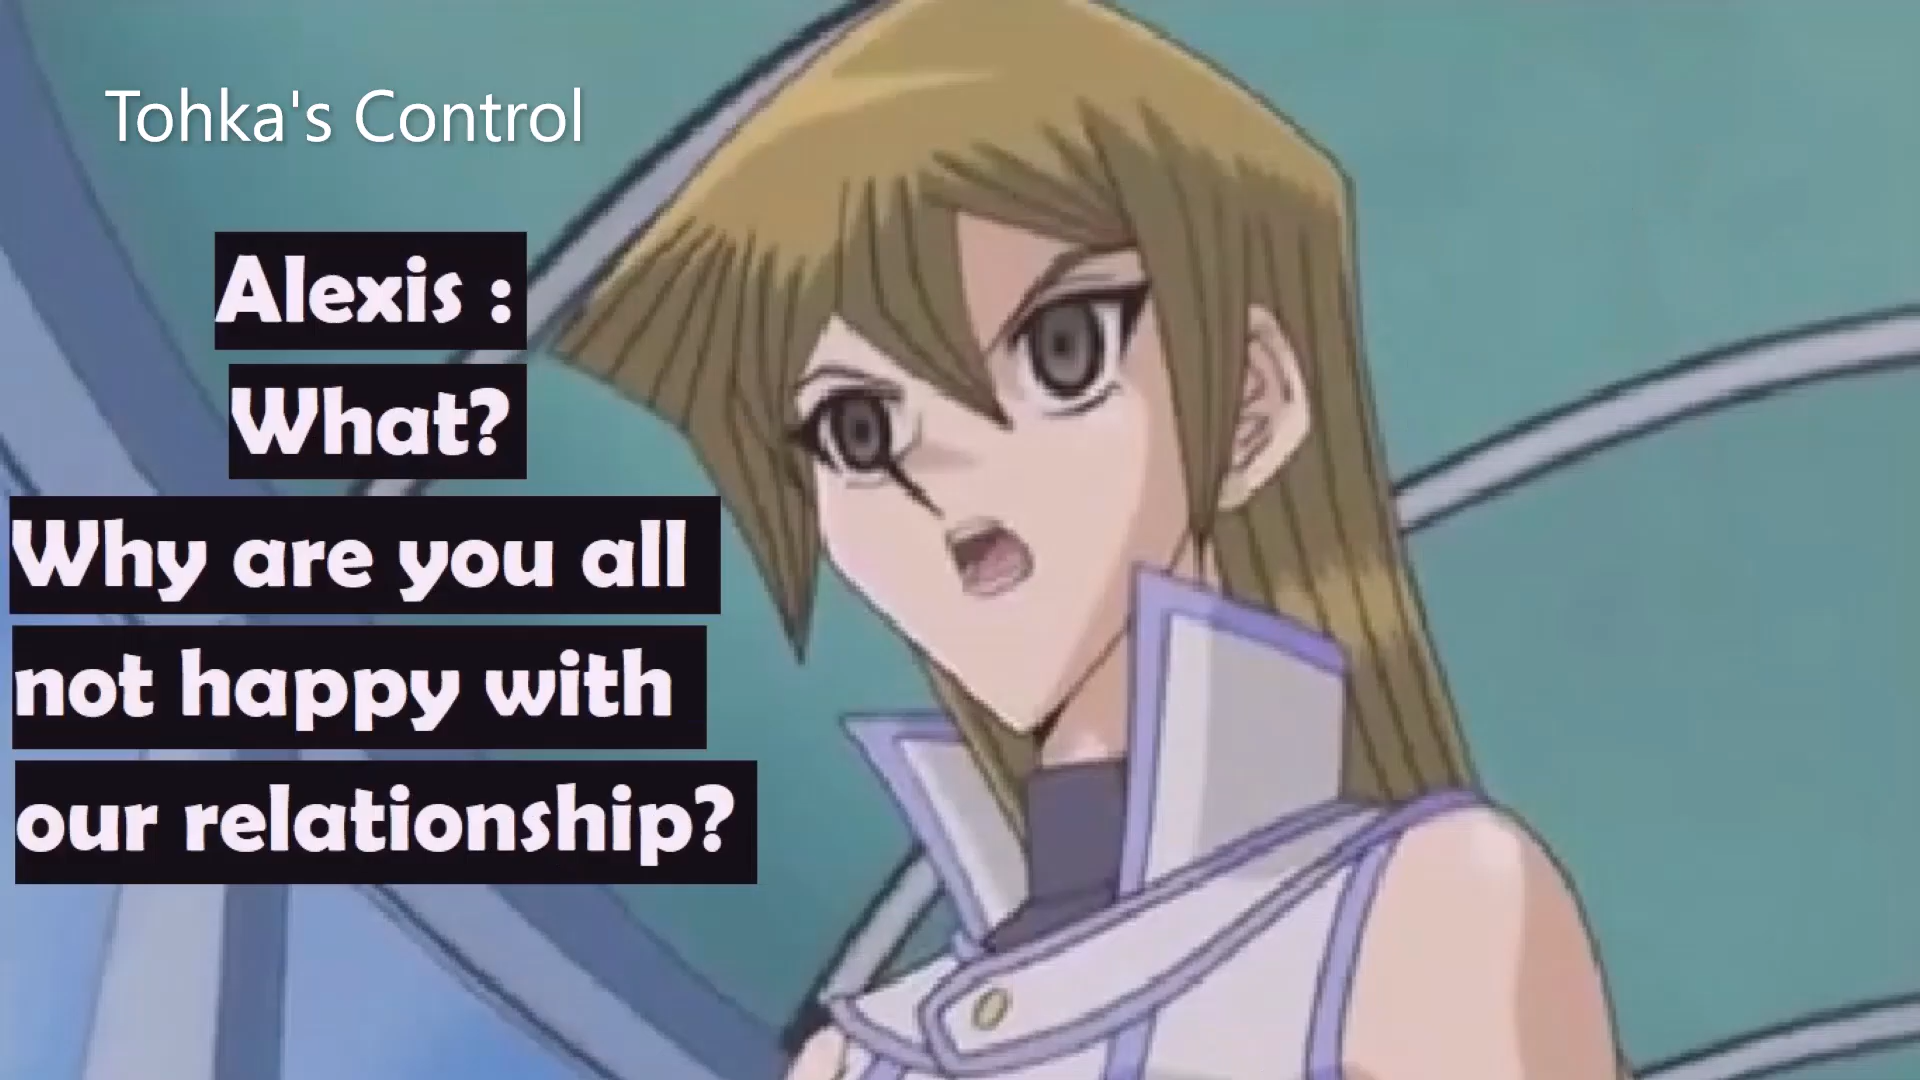 Tohka's Control
Alexis :
What?
Why are you all
not happy with
our relationship?